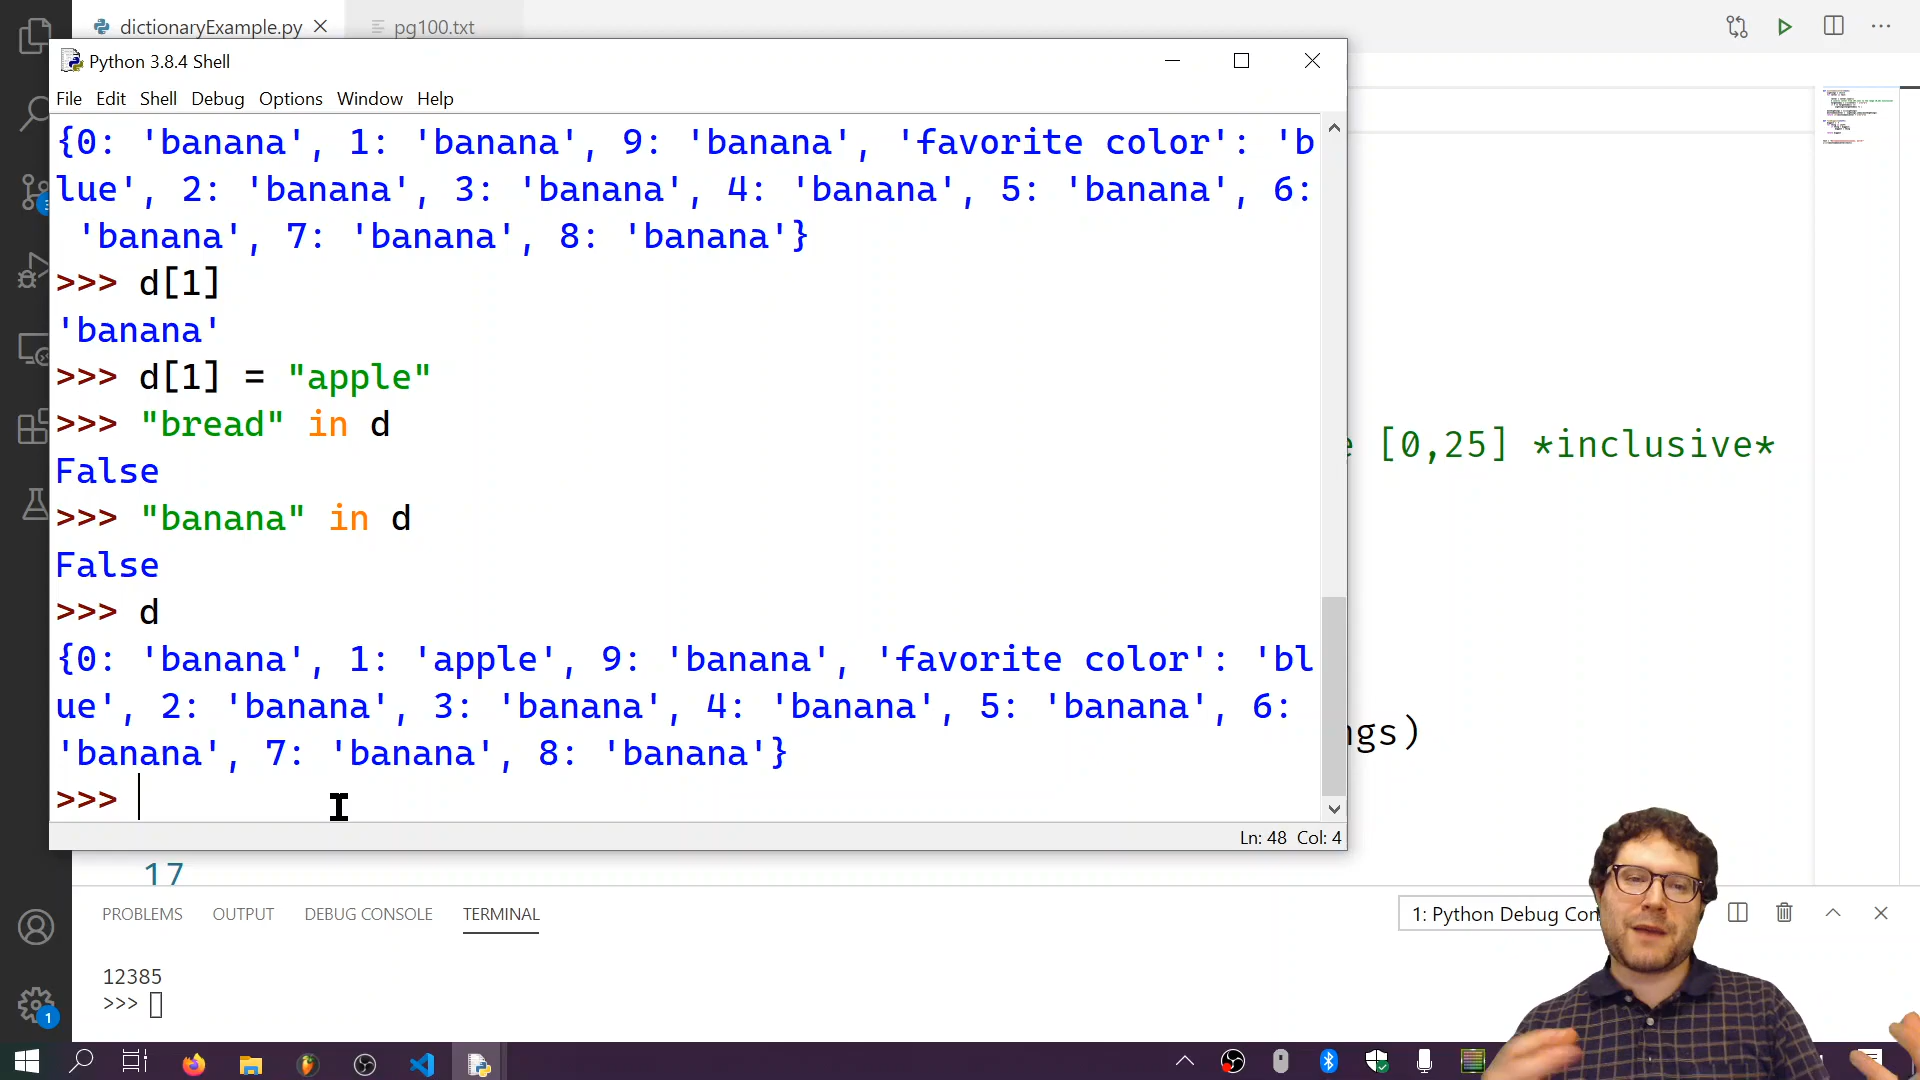 dictionaryExample.py
pg100.txt
Python 3.8.4 Shell
File Edit Shell Debug Options Window Help
{0: 'banana', 1: 'banana', 9: 'banana', 'favorite color': 'b
lue', 2: 'banana', 3: 'banana', 4: 'banana', 5: 'banana', 6:
'banana', 7: 'banana', 8: 'banana'}
>>> d[1]
'banana'
>>> d[1] = "apple"
>>> "bread" in d
False
>>> "banana" in d
False
>>> d
{0: 'banana', 1: 'apple', 9: 'banana', 'favorite color': 'bl
ue', 2: 'banana', 3: 'banana', 4: 'banana', 5: 'banana', 6:
'banana', 7: 'banana', 8: 'banana'}
>>>
Ln: 48 Col: 4
[0,25] *inclusive*
ngs)
17
PROBLEMS OUTPUT DEBUG CONSOLE TERMINAL
1: Python Debug Con
12385
>>>
1